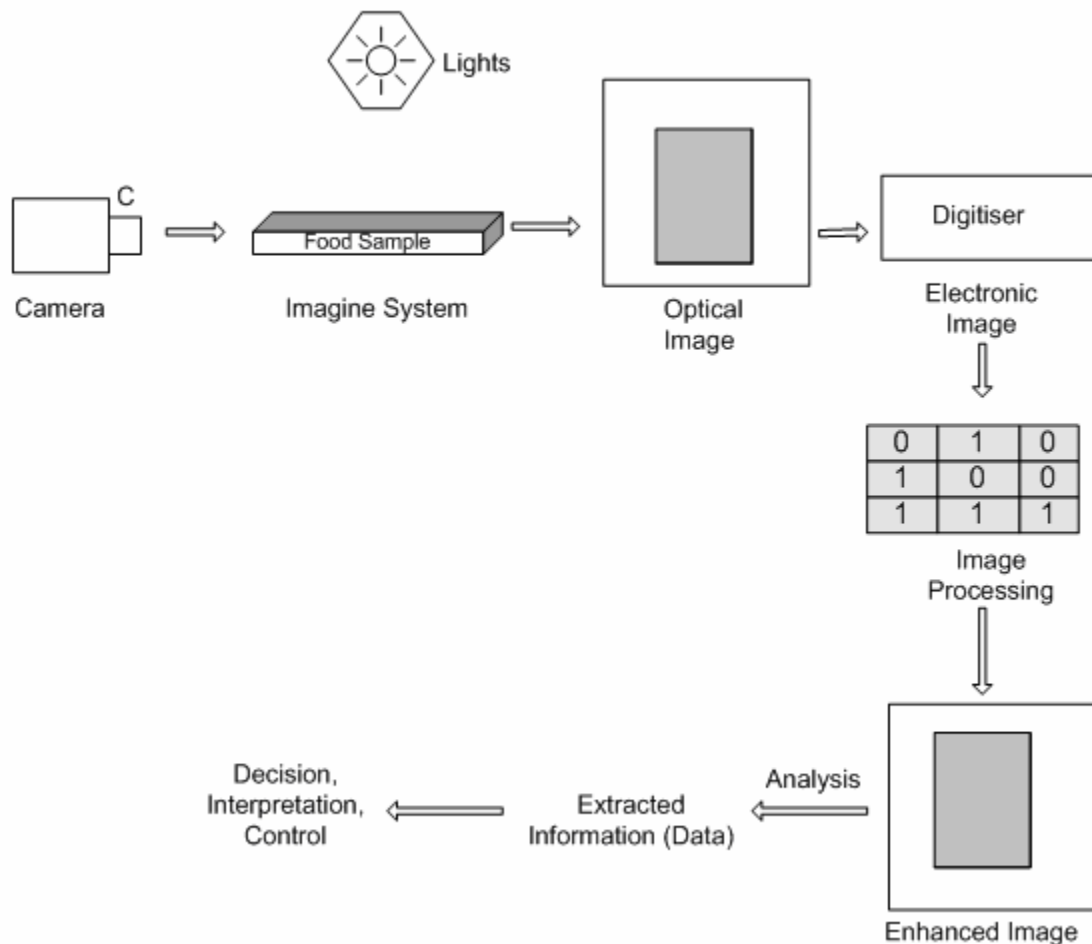 Lights
C
Food Sample
Digitiser
Camera
Imagine System
Optical
Image
Electronic
Image
0 1 0
1 0 0
1 1 1
Image
Processing
Decision,
Interpretation,
Control
Extracted
Information (Data)
Analysis
Enhanced Image